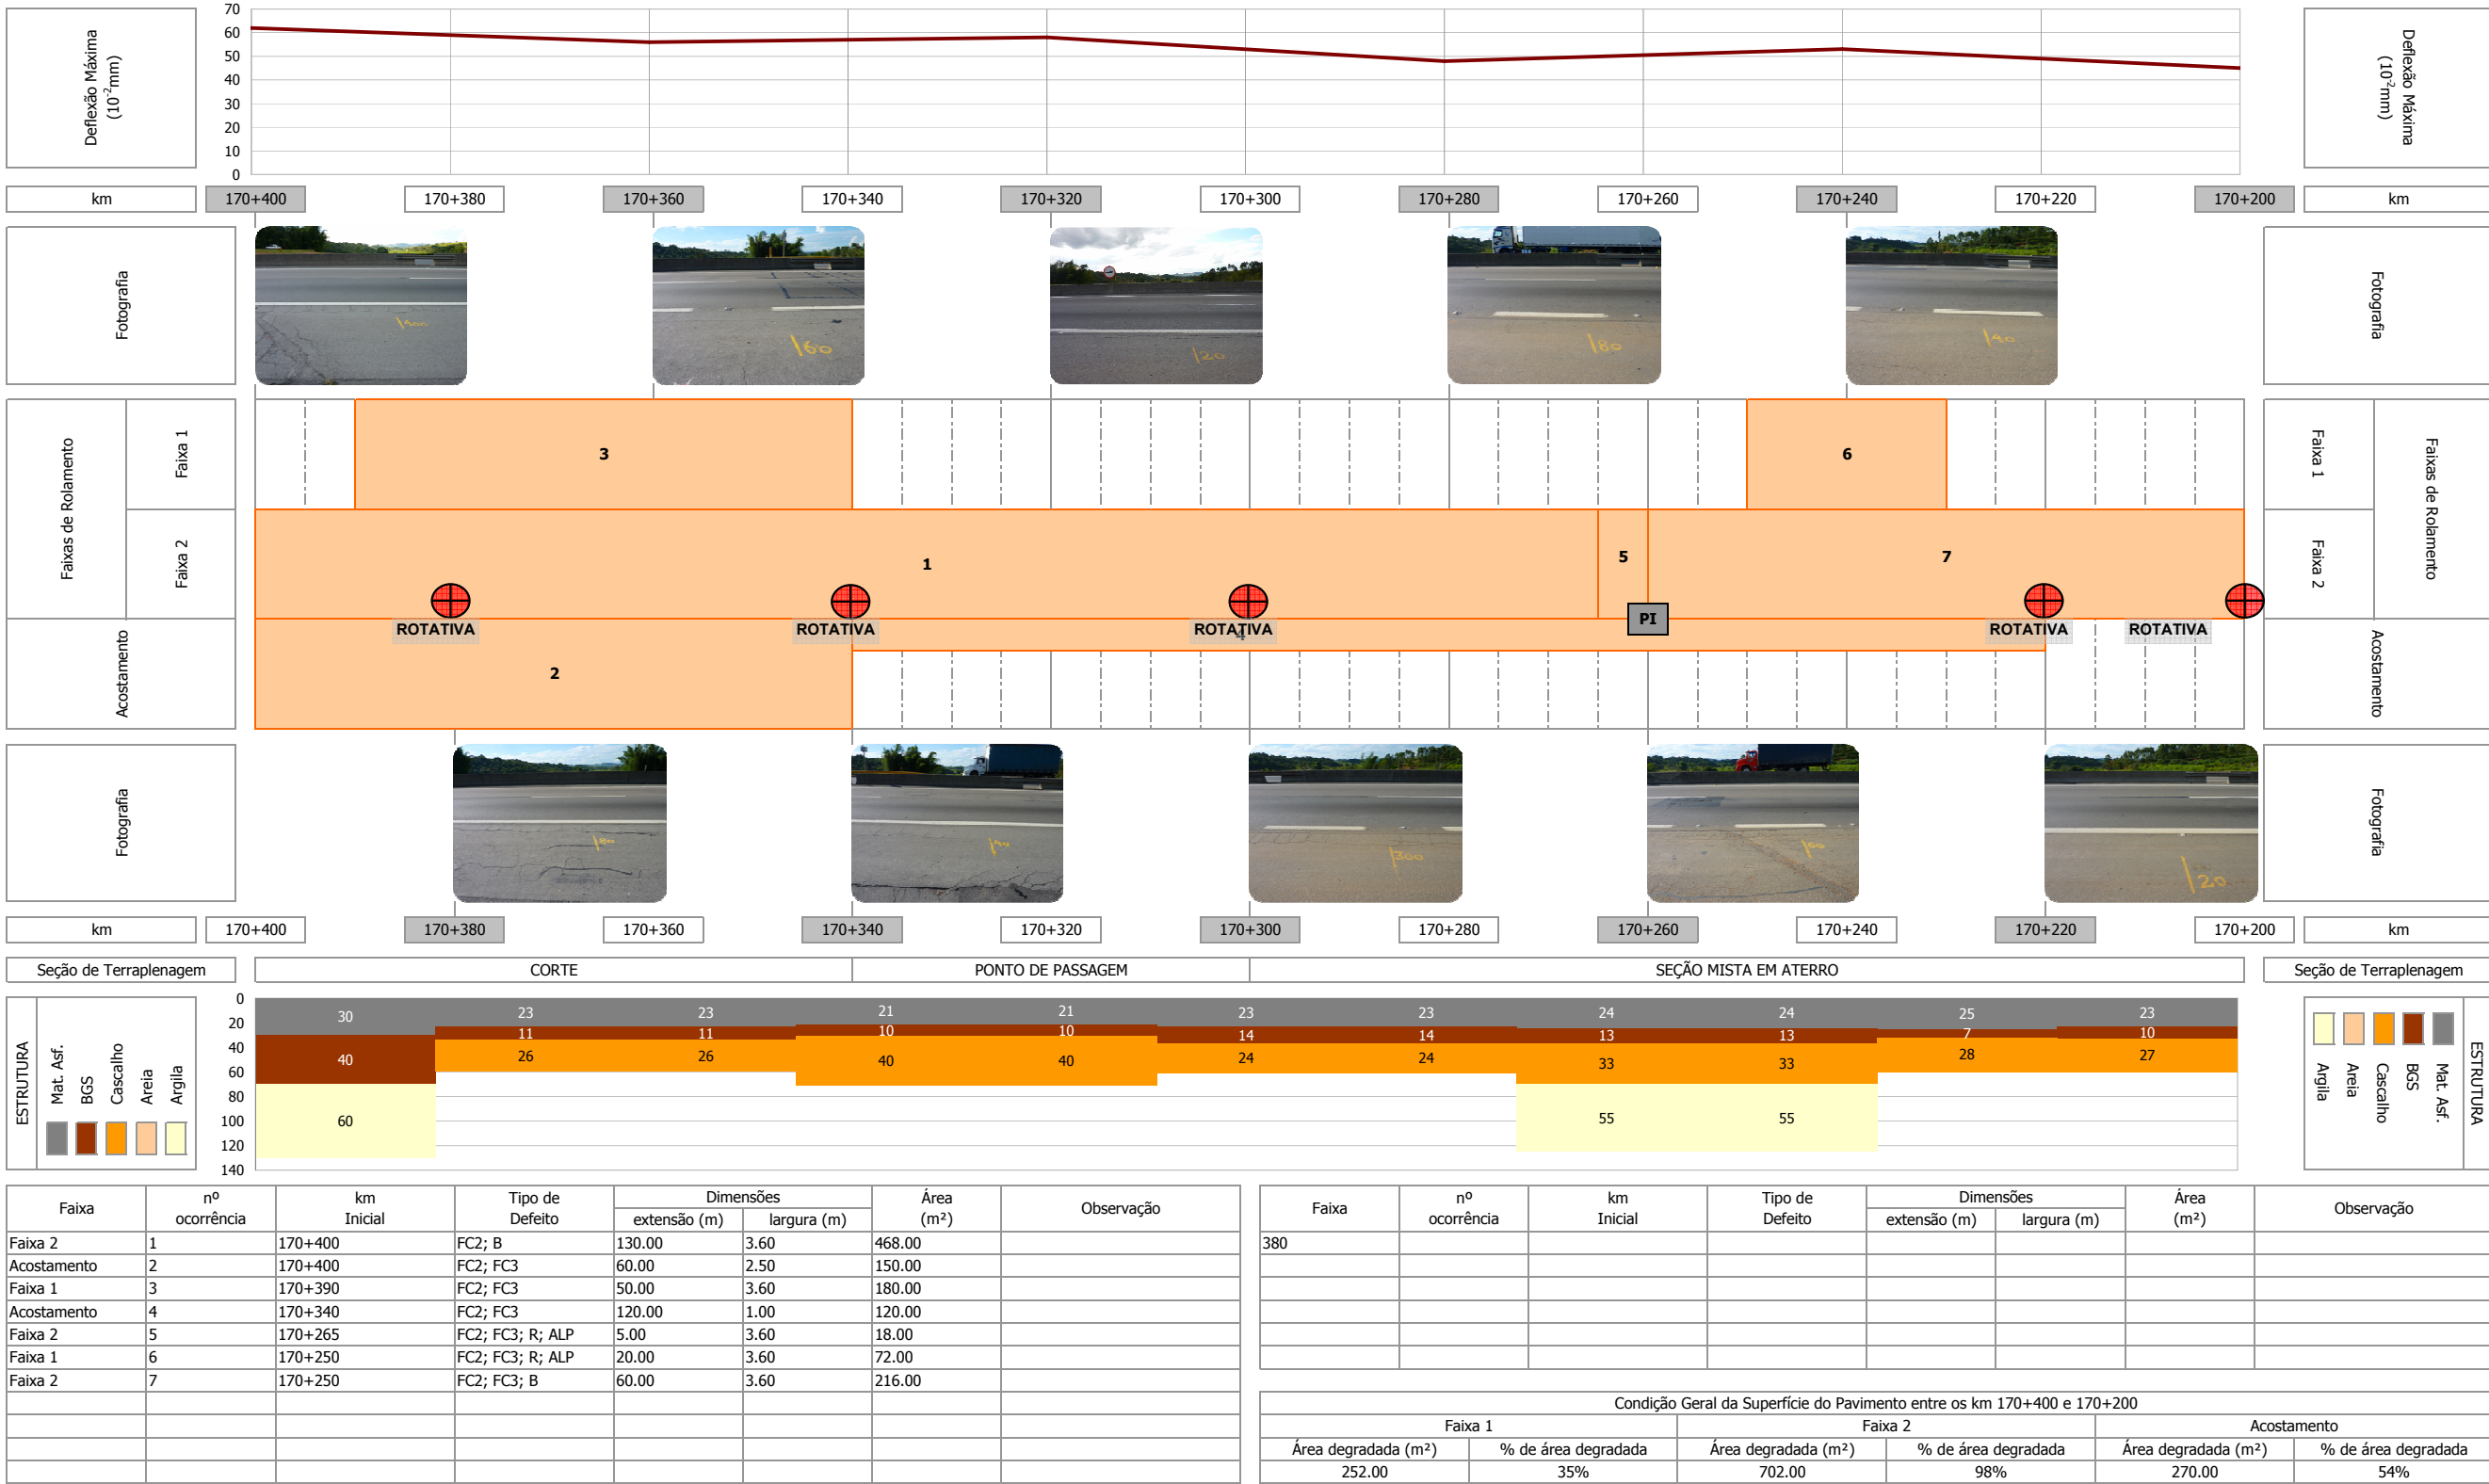 Deflexão Máxima
(10⁻²mm)
70
60
50
40
30
20
10
0
Deflexão Máxima
(10⁻²mm)
km
170+400
170+380
170+360
170+340
170+320
170+300
170+280
170+260
170+240
170+220
170+200
km
Fotografia
1400
160
120
180
Fotografia
Faixas de Rolamento
Faixa 1
Faixa 2
Acostamento
3
6
1
5
7
PI
ROTATIVA
ROTATIVA
ROTATIVA
ROTATIVA
ROTATIVA
4
2
Faixa 1
Faixa 2
Faixas de Rolamento
Acostamento
Fotografia
180
300
120
Fotografia
km
170+400
170+380
170+360
170+340
170+320
170+300
170+280
170+260
170+240
170+220
170+200
km
Seção de Terraplenagem
CORTE
PONTO DE PASSAGEM
SEÇÃO MISTA EM ATERRO
Seção de Terraplenagem
ESTRUTURA
Mat. Asf.
BGS
Cascalho
Areia
Argila
0
20
40
60
80
100
120
140
30 23 23 21 21 23 23 24 24 25 23
40 11 11 10 10 14 14 13 13 7 10
26 26 40 40 24 24 33 33 28 27
60 55 55
Argila
Areia
Cascalho
BGS
Mat. Asf.
ESTRUTURA
Faixa nº ocorrência km Inicial Tipo de Defeito Dimensões Área (m²) Observação
extensão (m) largura (m)
Faixa 2 1 170+400 FC2; B 130.00 3.60 468.00
Acostamento 2 170+400 FC2; FC3 60.00 2.50 150.00
Faixa 1 3 170+390 FC2; FC3 50.00 3.60 180.00
Acostamento 4 170+340 FC2; FC3 120.00 1.00 120.00
Faixa 2 5 170+265 FC2; FC3; R; ALP 5.00 3.60 18.00
Faixa 1 6 170+250 FC2; FC3; R; ALP 20.00 3.60 72.00
Faixa 2 7 170+250 FC2; FC3; B 60.00 3.60 216.00
Faixa nº ocorrência km Inicial Tipo de Defeito Dimensões Área (m²) Observação
extensão (m) largura (m)
380
Condição Geral da Superfície do Pavimento entre os km 170+400 e 170+200
Faixa 1 Faixa 2 Acostamento
Área degradada (m²) % de área degradada Área degradada (m²) % de área degradada Área degradada (m²) % de área degradada
252.00 35% 702.00 98% 270.00 54%